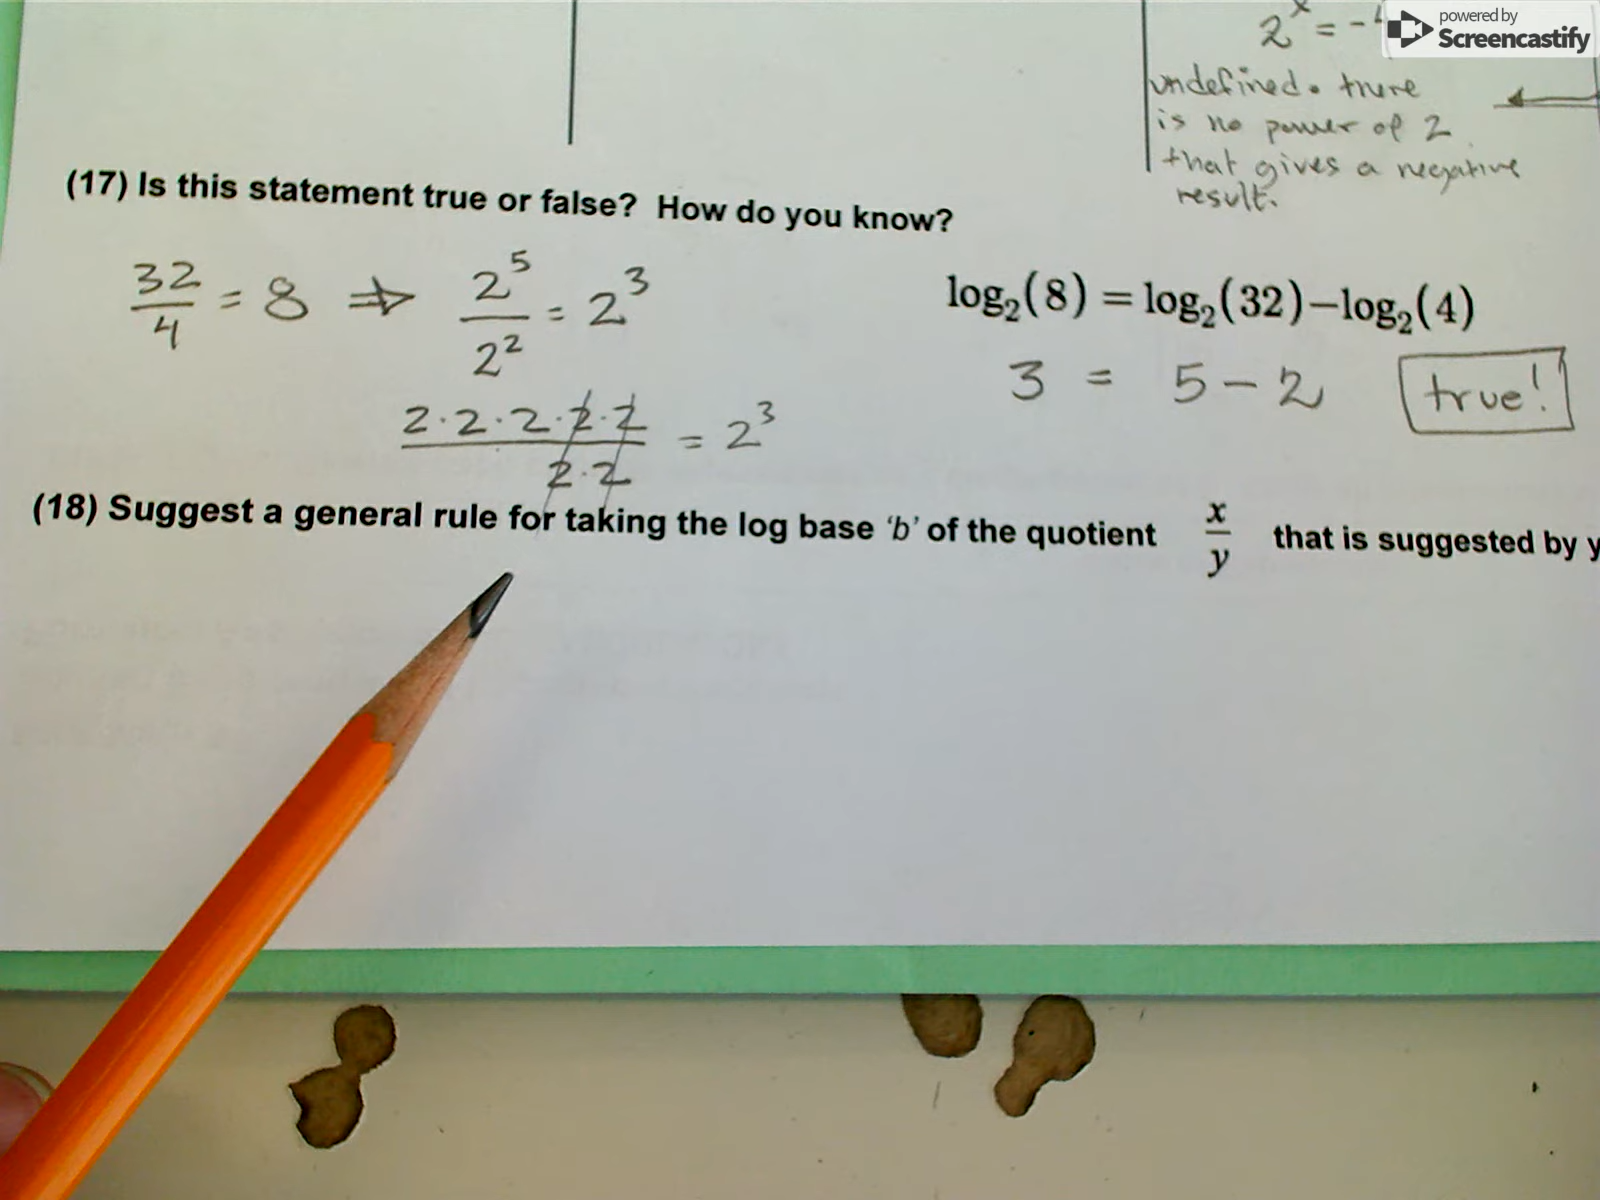 powered by
Screencastify
2^x = -
undefined. there
is no power of 2
that gives a negative
result.
(17) Is this statement true or false? How do you know?
32/4 = 8 ⇒ 2^5/2^2 = 2^3
log₂(8) = log₂(32)−log₂(4)
3 = 5 - 2 true!
2·2·2·2·2/2·2 = 2^3
(18) Suggest a general rule for taking the log base ‘b’ of the quotient x/y that is suggested by y